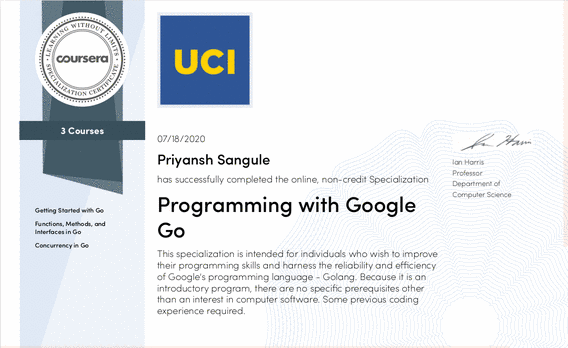 LEARNING WITHOUT LIMITS
coursera
SPECIALIZATION CERTIFICATE
3 Courses
Getting Started with Go
Functions, Methods, and
Interfaces in Go
Concurrency in Go
UCI
07/18/2020
Priyansh Sangule
has successfully completed the online, non-credit Specialization
Programming with Google
Go
This specialization is intended for individuals who wish to improve
their programming skills and harness the reliability and efficiency
of Google's programming language - Golang. Because it is an
introductory program, there are no specific prerequisites other
than an interest in computer software. Some previous coding
experience required.
Ian Harris
Ian Harris
Professor
Department of
Computer Science